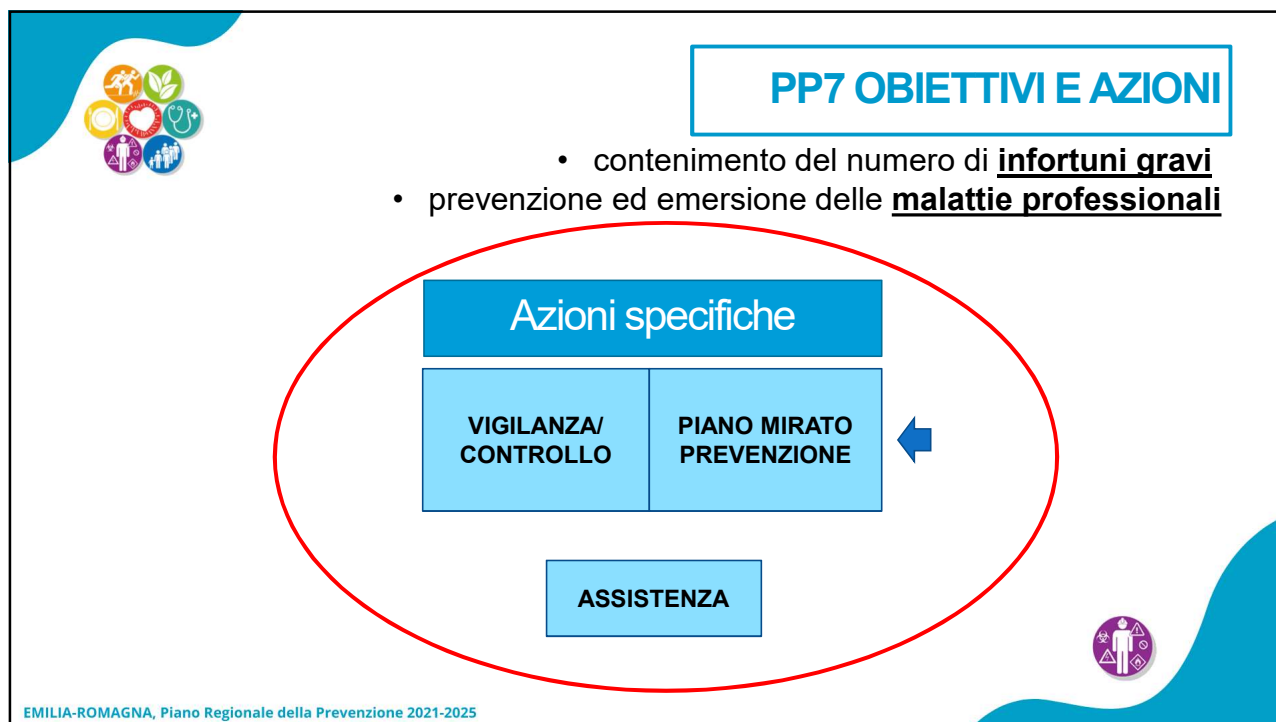 PP7 OBIETTIVI E AZIONI
• contenimento del numero di infortuni gravi
• prevenzione ed emersione delle malattie professionali
Azioni specifiche
VIGILANZA/
CONTROLLO
PIANO MIRATO
PREVENZIONE
ASSISTENZA
EMILIA-ROMAGNA, Piano Regionale della Prevenzione 2021-2025